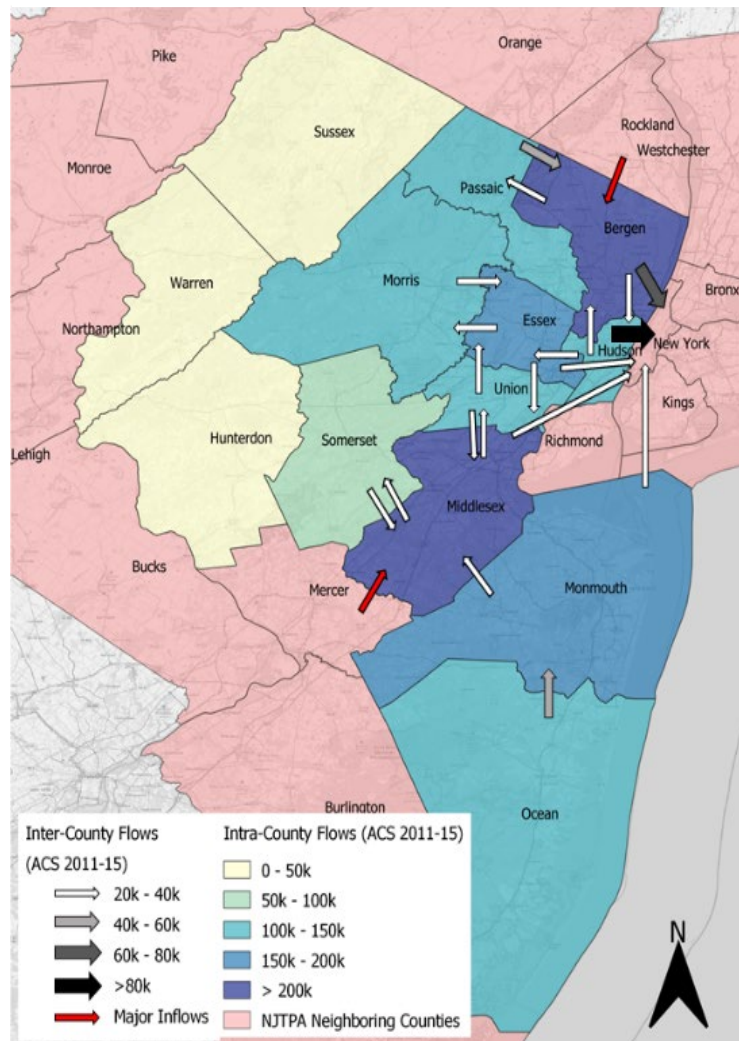 Orange
Pike
Rockland
Westchester
Sussex
Monroe
Passaic
Bergen
Warren
Morris
Bronx
Northampton
Essex
Hudson
New York
Union
Kings
Hunterdon
Somerset
Richmond
Lehigh
Middlesex
Bucks
Mercer
Monmouth
Burlington
Ocean
Inter-County Flows
(ACS 2011-15)
20k - 40k
40k - 60k
60k - 80k
>80k
Major Inflows
Intra-County Flows (ACS 2011-15)
0 - 50k
50k - 100k
100k - 150k
150k - 200k
> 200k
NJTPA Neighboring Counties
N